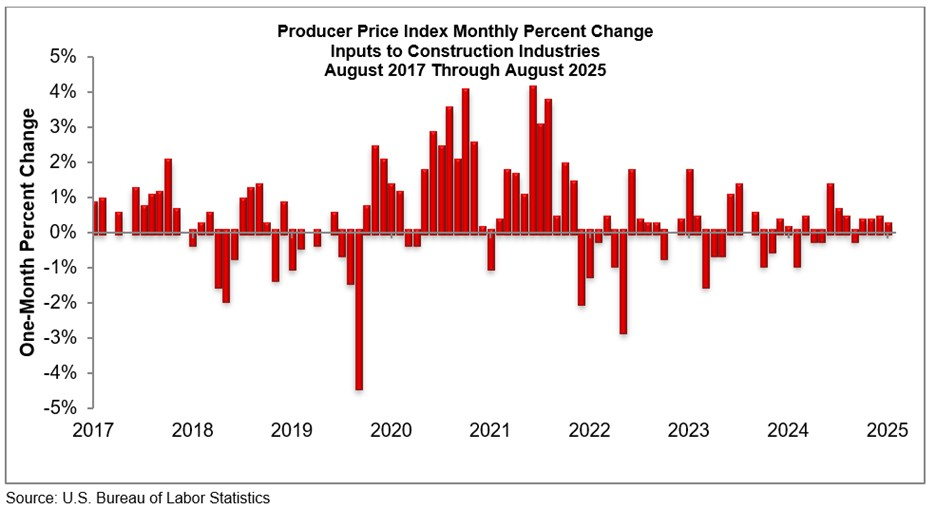 Producer Price Index Monthly Percent Change
Inputs to Construction Industries
August 2017 Through August 2025
One-Month Percent Change
5%
4%
3%
2%
1%
0%
-1%
-2%
-3%
-4%
-5%
2017 2018 2019 2020 2021 2022 2023 2024 2025
Source: U.S. Bureau of Labor Statistics